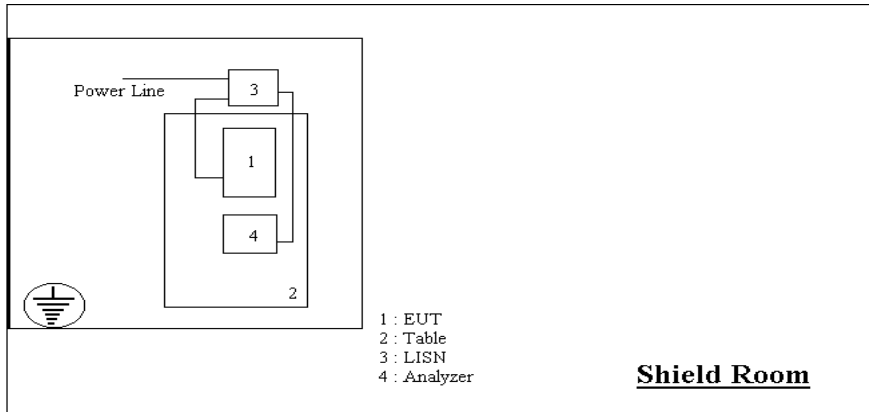 Power Line
3
1
4
2
1 : EUT
2 : Table
3 : LISN
4 : Analyzer
Shield Room